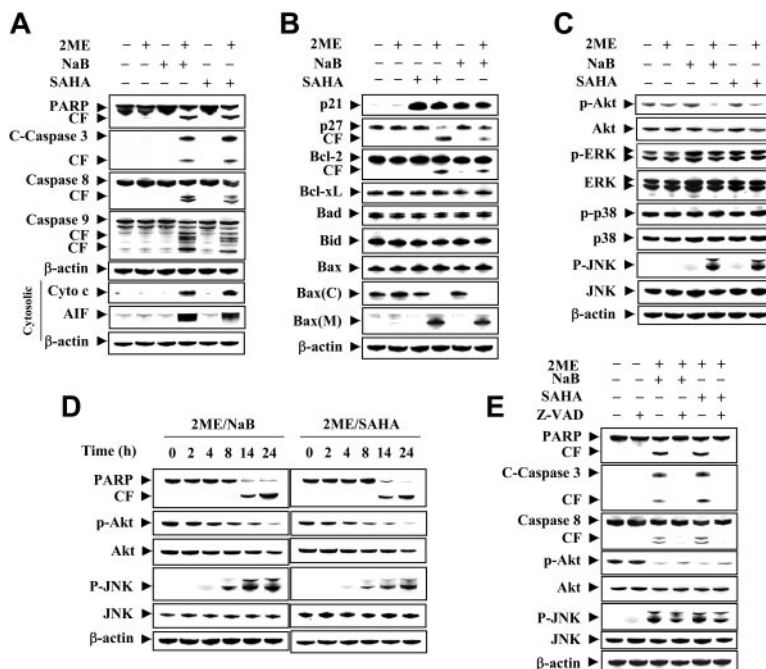 A
2ME – + – + – +
NaB – – + + – –
SAHA – – – – + +
PARP
CF
C-Caspase 3
CF
Caspase 8
CF
Caspase 9
CF
CF
β-actin
Cytosolic
Cyto c
AIF
β-actin
B
2ME – + – + – +
NaB – – – – + +
SAHA – – + + – –
p21
p27
CF
Bcl-2
CF
Bcl-xL
Bad
Bid
Bax
Bax(C)
Bax(M)
β-actin
C
2ME – + – + – +
NaB – – + + – –
SAHA – – – – + +
p-Akt
Akt
p-ERK
ERK
p-p38
p38
P-JNK
JNK
β-actin
D
2ME/NaB 2ME/SAHA
Time (h) 0 2 4 8 14 24 0 2 4 8 14 24
PARP
CF
p-Akt
Akt
P-JNK
JNK
β-actin
E
2ME – – + + + +
NaB – – + + – –
SAHA – – – – + +
Z-VAD – + – + – +
PARP
CF
C-Caspase 3
CF
Caspase 8
CF
p-Akt
Akt
P-JNK
JNK
β-actin